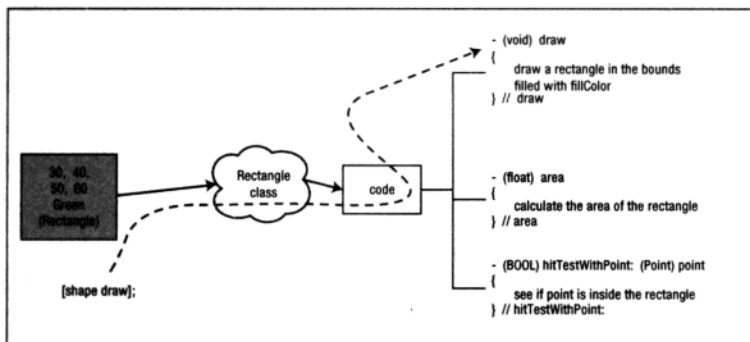 - (void) draw
{
draw a rectangle in the bounds
filled with fillColor
} // draw
30, 40,
50, 60
Green
(Rectangle)
Rectangle
class
code
- (float) area
{
calculate the area of the rectangle
} // area
- (BOOL) hitTestWithPoint: (Point) point
{
see if point is inside the rectangle
} // hitTestWithPoint:
[shape draw];